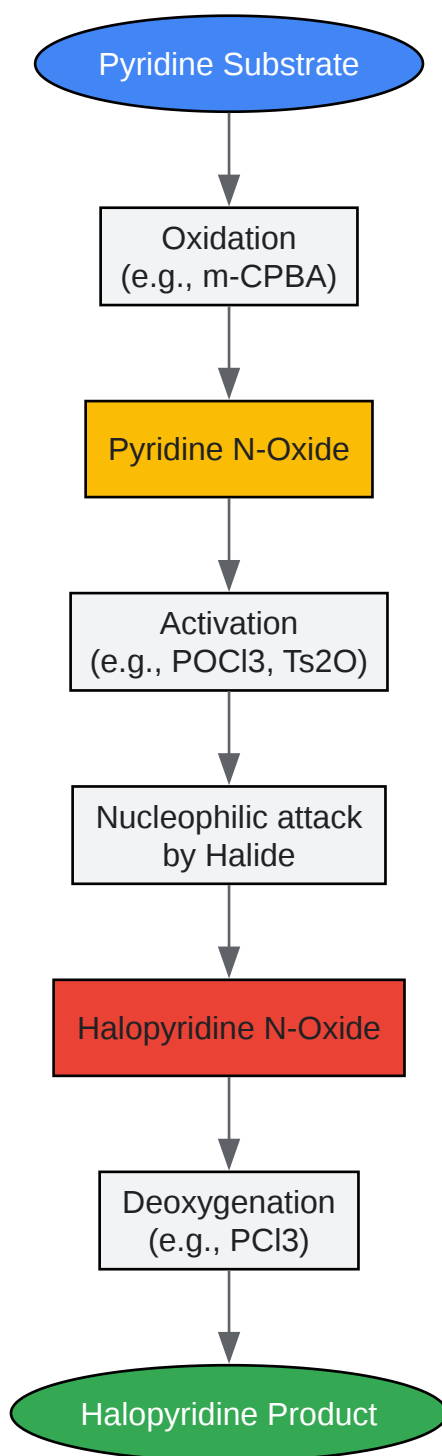 Pyridine Substrate
Oxidation
(e.g., m-CPBA)
Pyridine N-Oxide
Activation
(e.g., POCl3, Ts2O)
Nucleophilic attack
by Halide
Halopyridine N-Oxide
Deoxygenation
(e.g., PCl3)
Halopyridine Product